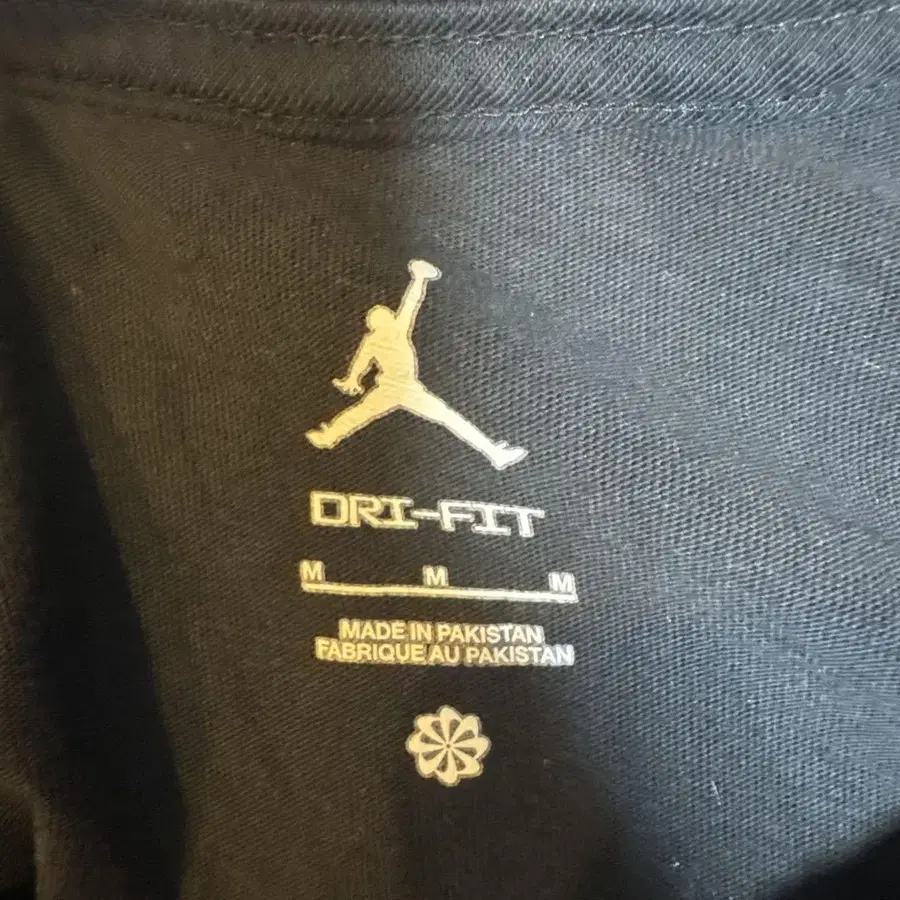 DRI-FIT
M M M
MADE IN PAKISTAN
FABRIQUE AU PAKISTAN